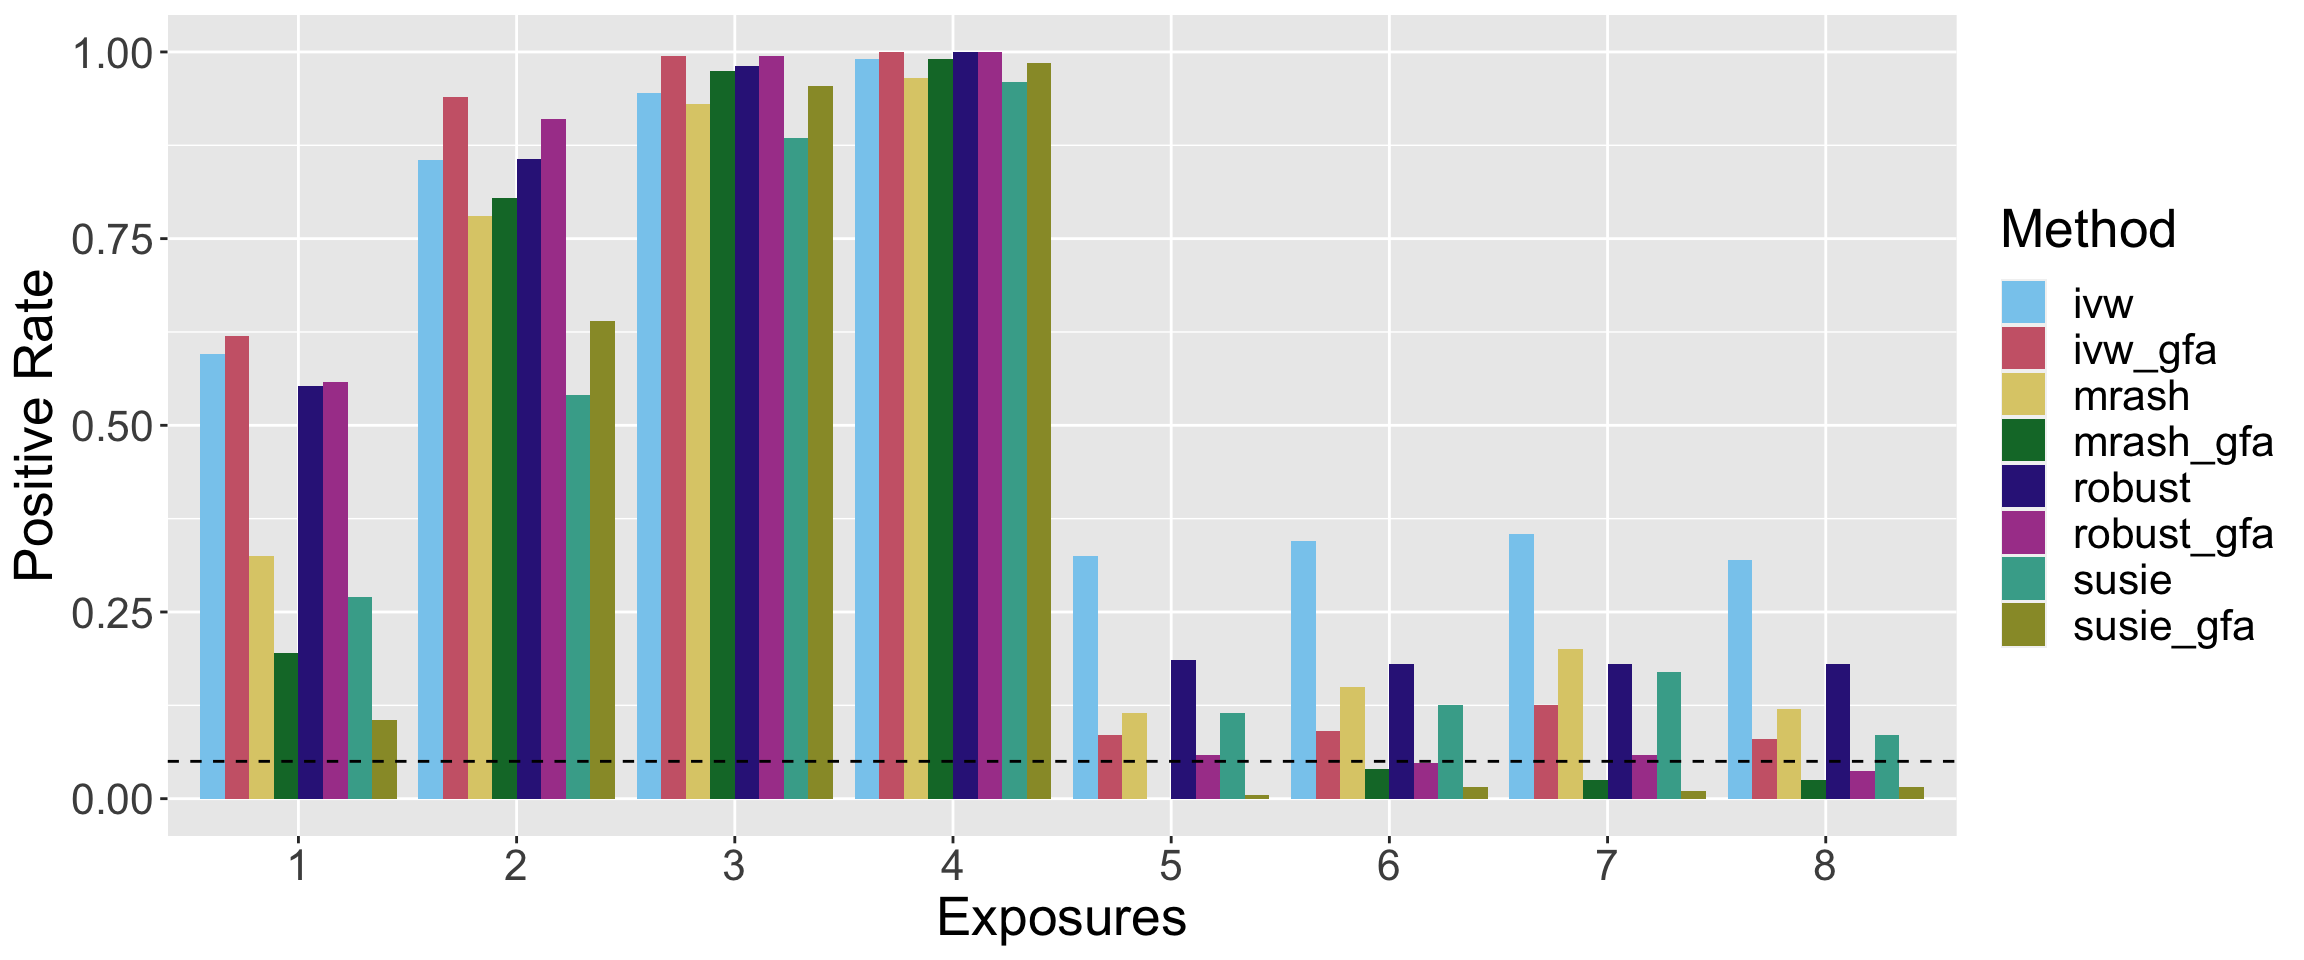 Positive Rate
1.00
0.75
0.50
0.25
0.00
1 2 3 4 5 6 7 8
Exposures
Method
ivw
ivw_gfa
mrash
mrash_gfa
robust
robust_gfa
susie
susie_gfa